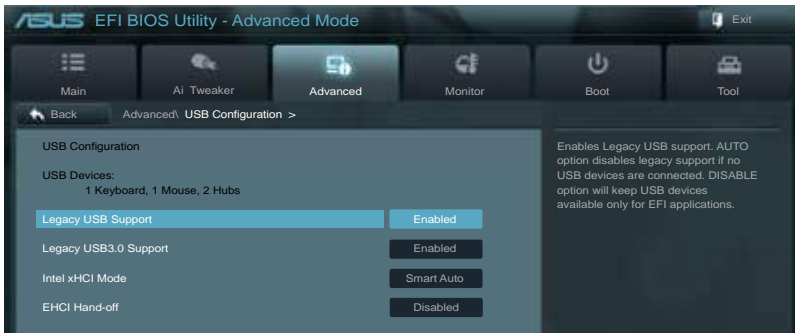 ASUS EFI BIOS Utility - Advanced Mode
Exit
Main
Ai Tweaker
Advanced
Monitor
Boot
Tool
Back
Advanced\ USB Configuration >
USB Configuration
USB Devices:
1 Keyboard, 1 Mouse, 2 Hubs
Legacy USB Support Enabled
Legacy USB3.0 Support Enabled
Intel xHCI Mode Smart Auto
EHCI Hand-off Disabled
Enables Legacy USB support. AUTO
option disables legacy support if no
USB devices are connected. DISABLE
option will keep USB devices
available only for EFI applications.